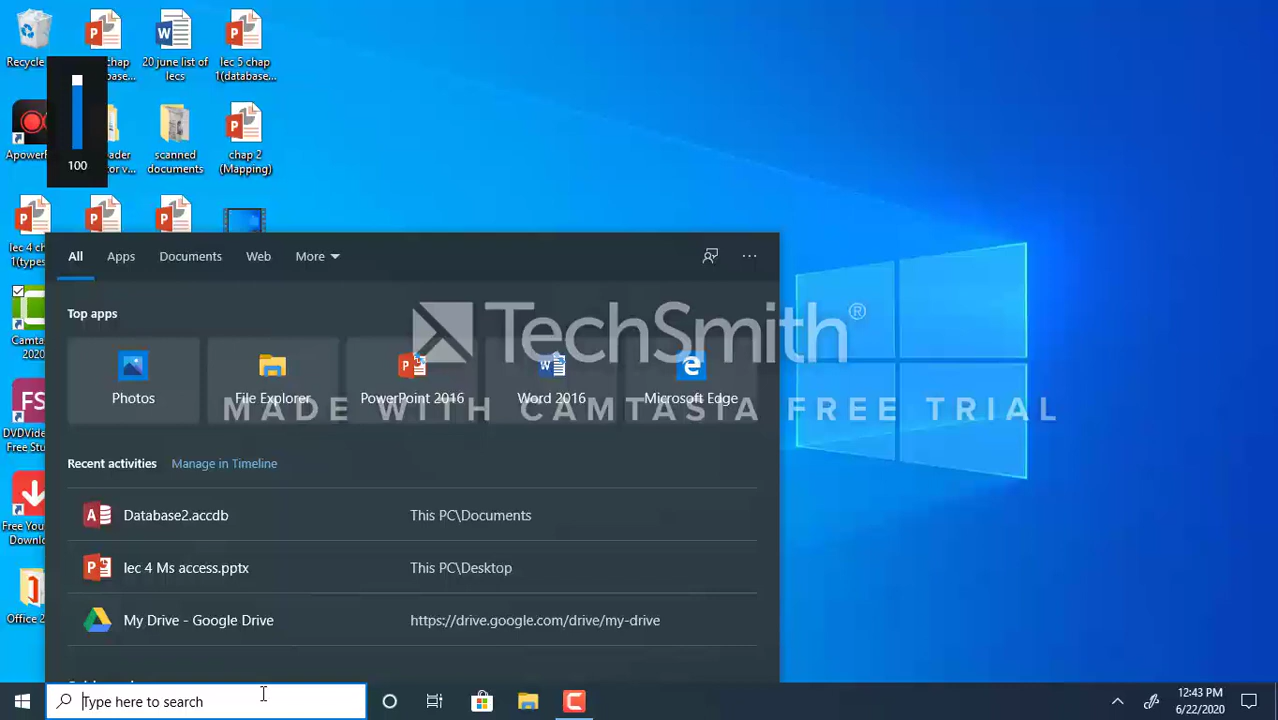 Recycle
chap
base...
20 june list of
lecs
lec 5 chap
1(database...
100
ApowerR
ader
or v...
scanned
documents
chap 2
(Mapping)
lec 4 c
1(types
Camta
2020
DVDVide
Free Stu
Free You
Downlo
Office 2
All
Apps
Documents
Web
More
Top apps
Photos
File Explorer
PowerPoint 2016
Word 2016
Microsoft Edge
TechSmith®
MADE WITH CAMTASIA FREE TRIAL
Recent activities
Manage in Timeline
Database2.accdb
This PC\Documents
lec 4 Ms access.pptx
This PC\Desktop
My Drive - Google Drive
https://drive.google.com/drive/my-drive
Type here to search
12:43 PM
6/22/2020